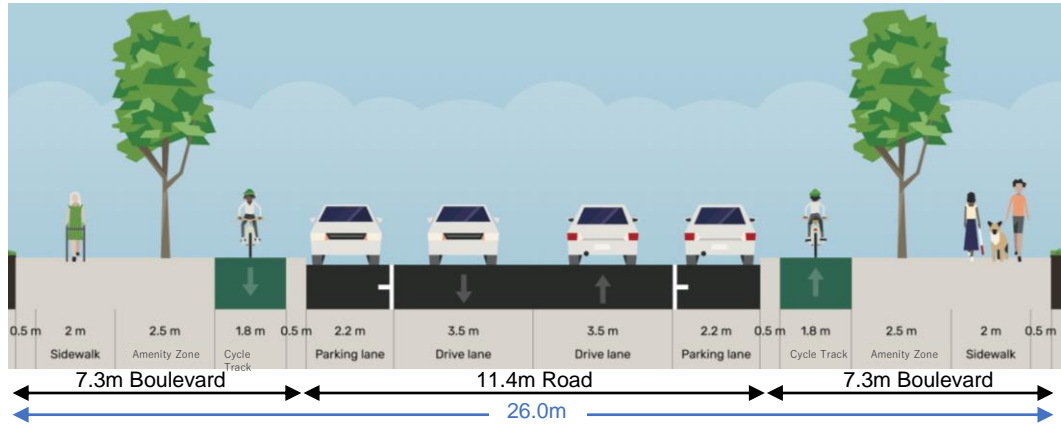 0.5 m 2 m 2.5 m 1.8 m 0.5 m 2.2 m 3.5 m 3.5 m 2.2 m 0.5 m 1.8 m 2.5 m 2 m 0.5 m
Sidewalk Amenity Zone Cycle Track Parking lane Drive lane Drive lane Parking lane Cycle Track Amenity Zone Sidewalk
7.3m Boulevard 11.4m Road 7.3m Boulevard
26.0m